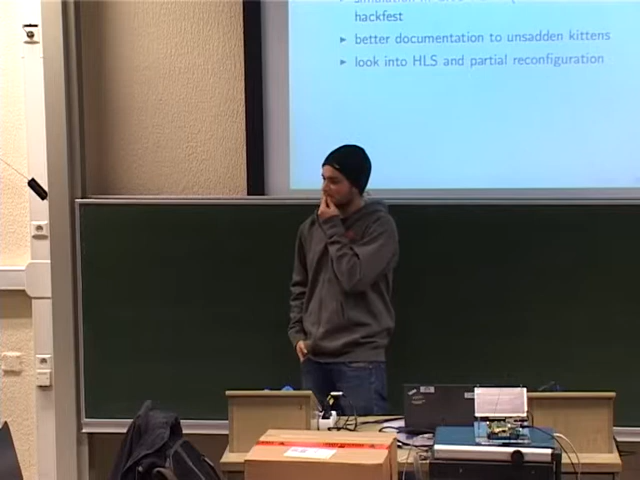 hackfest
▸ better documentation to unsadden kittens
▸ look into HLS and partial reconfiguration